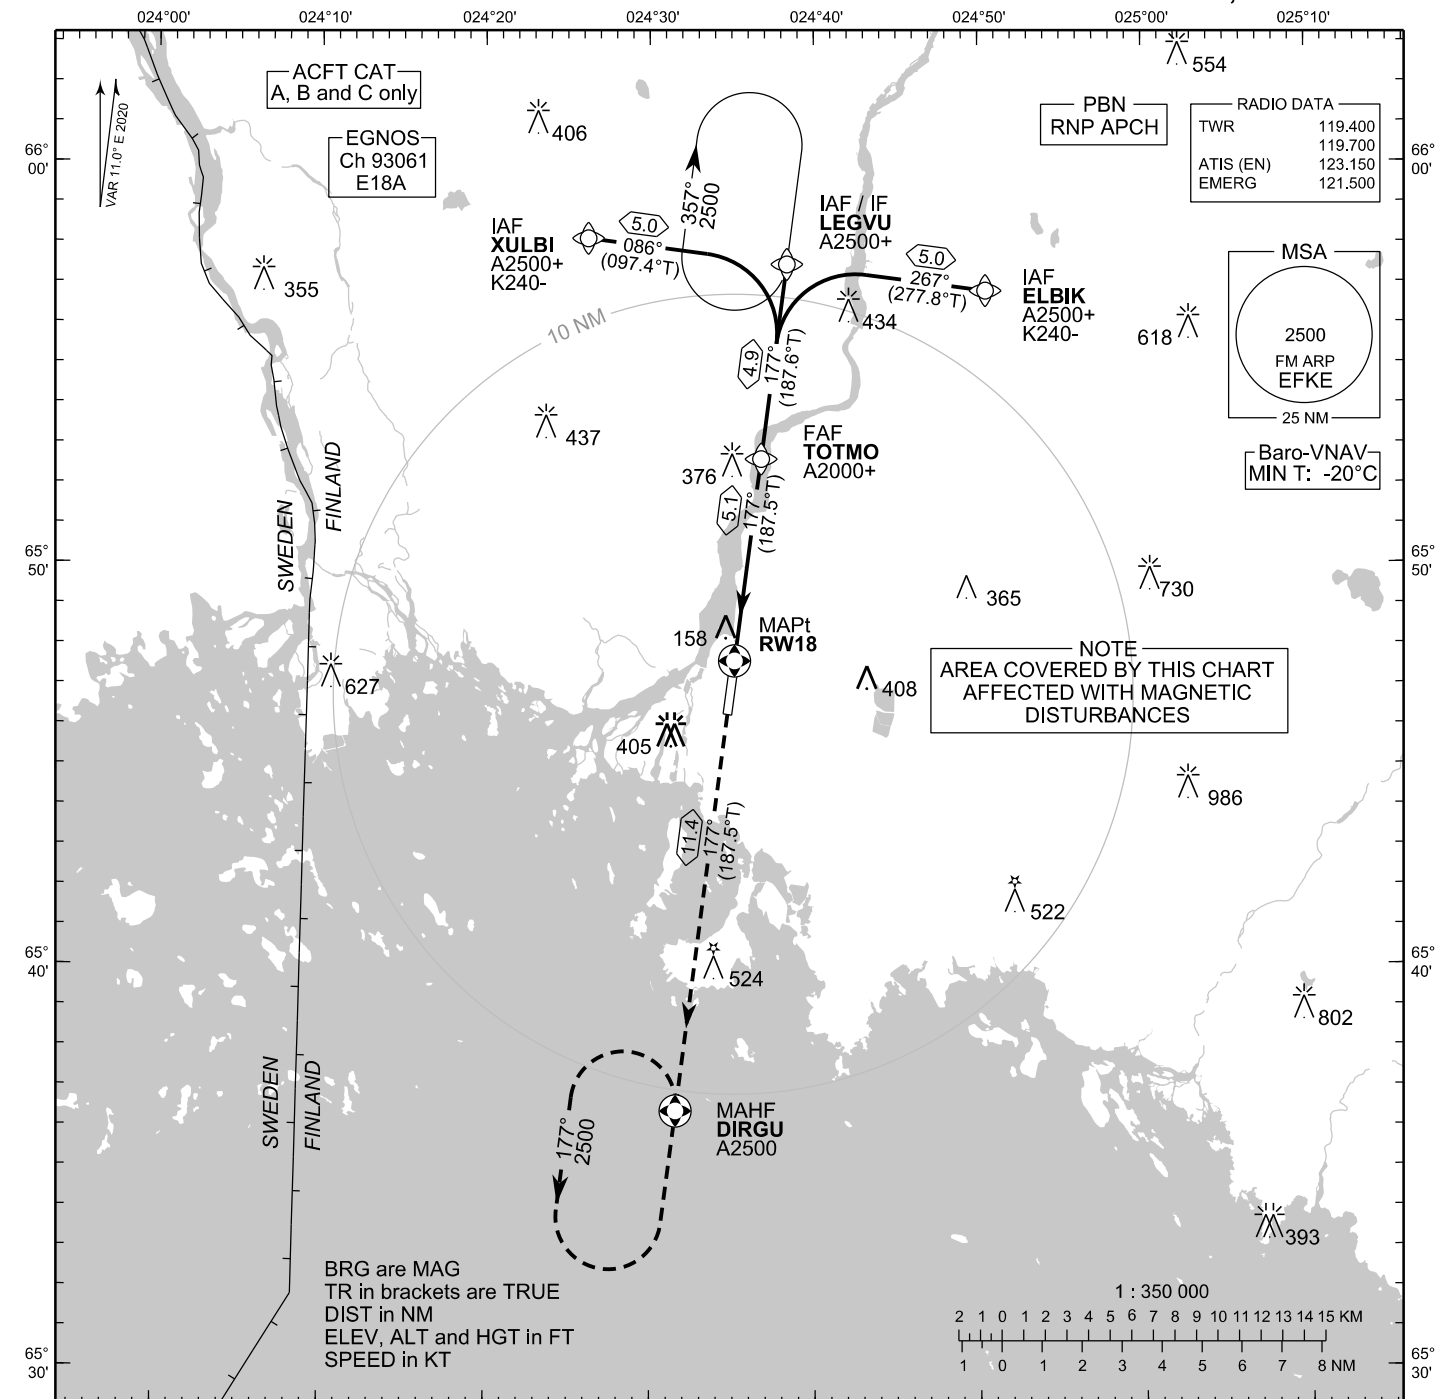 024°00' 024°10' 024°20' 024°30' 024°40' 024°50' 025°00' 025°10'
VAR 11.0° E 2020
ACFT CAT
A, B and C only
EGNOS
Ch 93061
E18A
406
554
PBN
RNP APCH
RADIO DATA
TWR 119.400
119.700
ATIS (EN) 123.150
EMERG 121.500
66°
00'
66°
00'
357°
2500
IAF
XULBI
A2500+
K240-
5.0
086°
(097.4°T)
IAF / IF
LEGVU
A2500+
5.0
267°
(277.8°T)
IAF
ELBIK
A2500+
K240-
355
434
618
MSA
2500
FM ARP
EFKE
25 NM
10 NM
4.9
177°
(187.6°T)
437
376
FAF
TOTMO
A2000+
Baro-VNAV
MIN T: -20°C
SWEDEN
FINLAND
5.1
177°
(187.5°T)
65°
50'
65°
50'
365
730
158
MAPt
RW18
627
408
NOTE
AREA COVERED BY THIS CHART
AFFECTED WITH MAGNETIC
DISTURBANCES
405
986
11.4
177°
(187.5°T)
522
524
65°
40'
65°
40'
802
SWEDEN
FINLAND
MAHF
DIRGU
A2500
177°
2500
393
BRG are MAG
TR in brackets are TRUE
DIST in NM
ELEV, ALT and HGT in FT
SPEED in KT
1 : 350 000
2 1 0 1 2 3 4 5 6 7 8 9 10 11 12 13 14 15 KM
1 0 1 2 3 4 5 6 7 8 NM
65°
30'
65°
30'